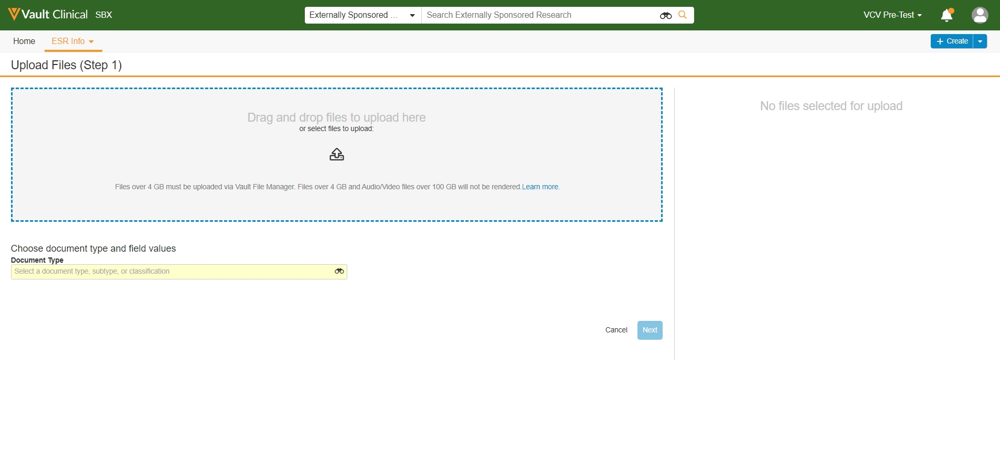 Vault Clinical SBX
Externally Sponsored ...
Search Externally Sponsored Research
VCV Pre-Test
Home
ESR Info
+ Create
Upload Files (Step 1)
Drag and drop files to upload here
or select files to upload:
Files over 4 GB must be uploaded via Vault File Manager. Files over 4 GB and Audio/Video files over 100 GB will not be rendered.Learn more.
No files selected for upload
Choose document type and field values
Document Type
Select a document type, subtype, or classification
Cancel
Next